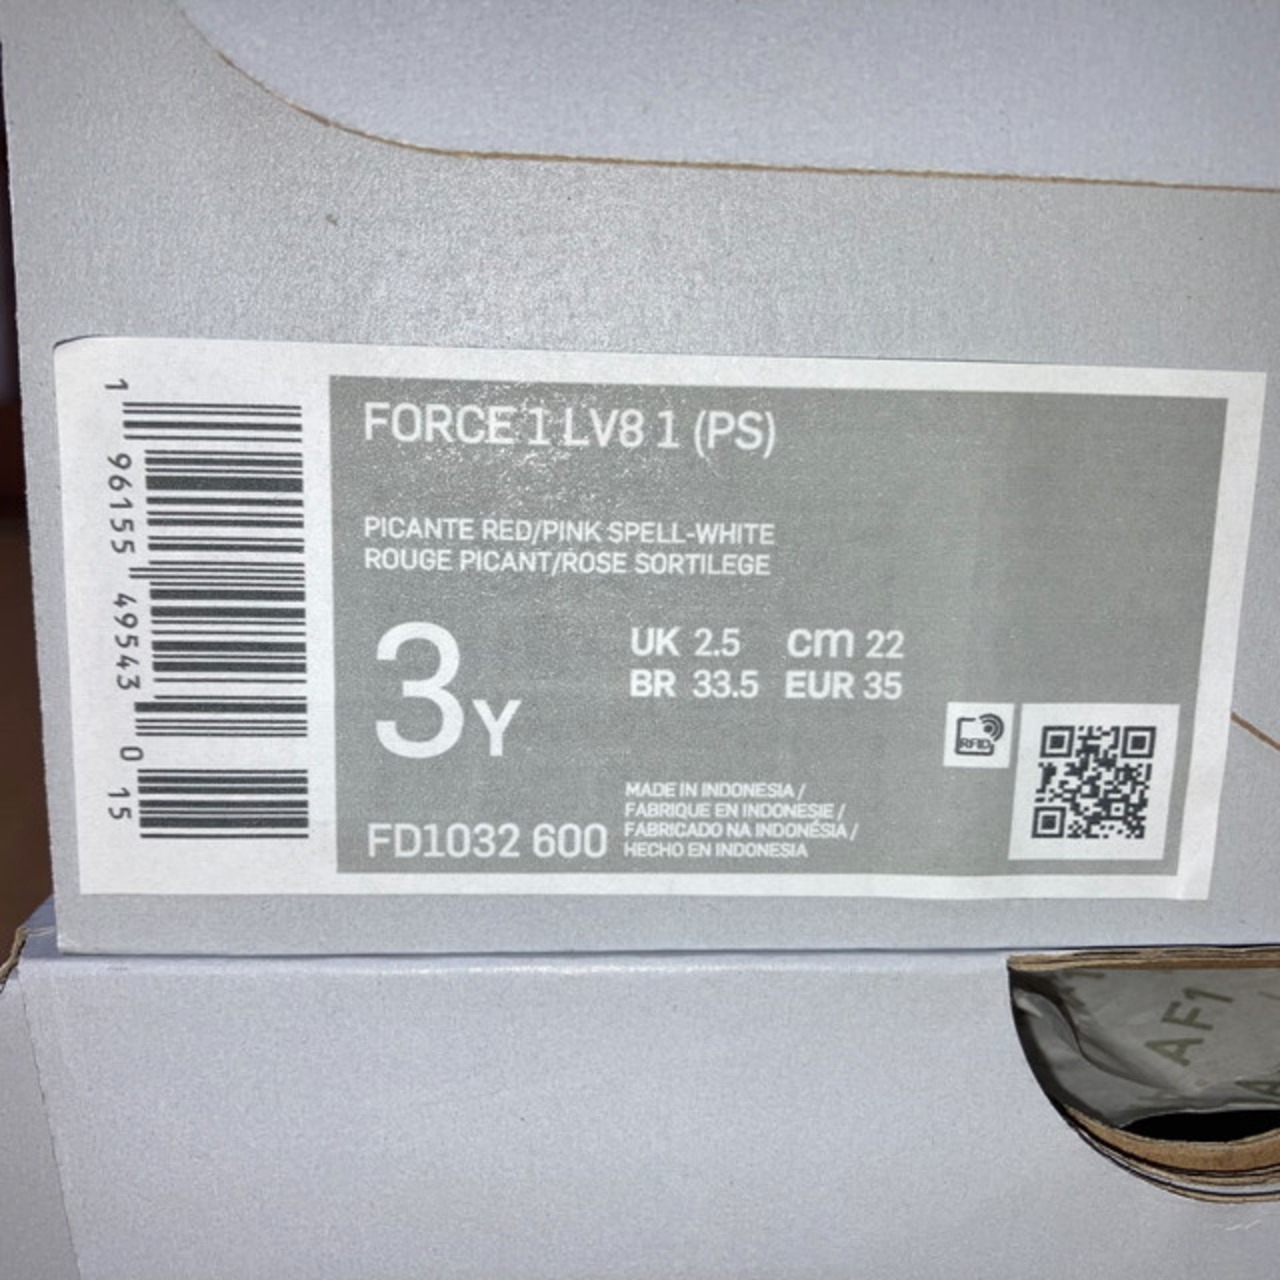 1 96155 49543 0 15
FORCE 1 LV8 1 (PS)
PICANTE RED/PINK SPELL-WHITE
ROUGE PICANT/ROSE SORTILEGE
3Y
UK 2.5 cm 22
BR 33.5 EUR 35
RFID
MADE IN INDONESIA /
FABRIQUE EN INDONESIE /
FABRICADO NA INDONÉSIA /
HECHO EN INDONESIA
FD1032 600
AF1